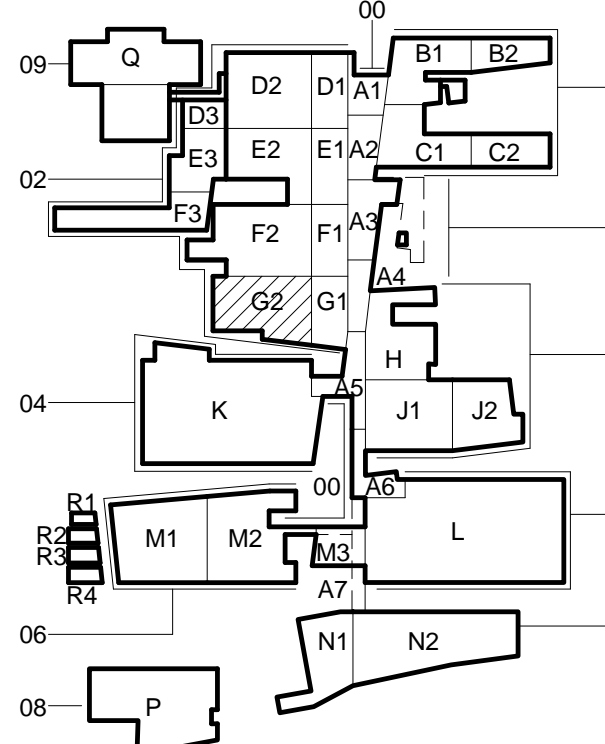 00
09 Q B1 B2
D2 D1 A1
D3
E3 E2 E1 A2 C1 C2
02
F3 F2 F1 A3
A4
G2 G1
H
A5
04 K J1 J2
00 A6
R1
R2 M1 M2 L
R3 M3
R4 A7
06 N1 N2
08 P